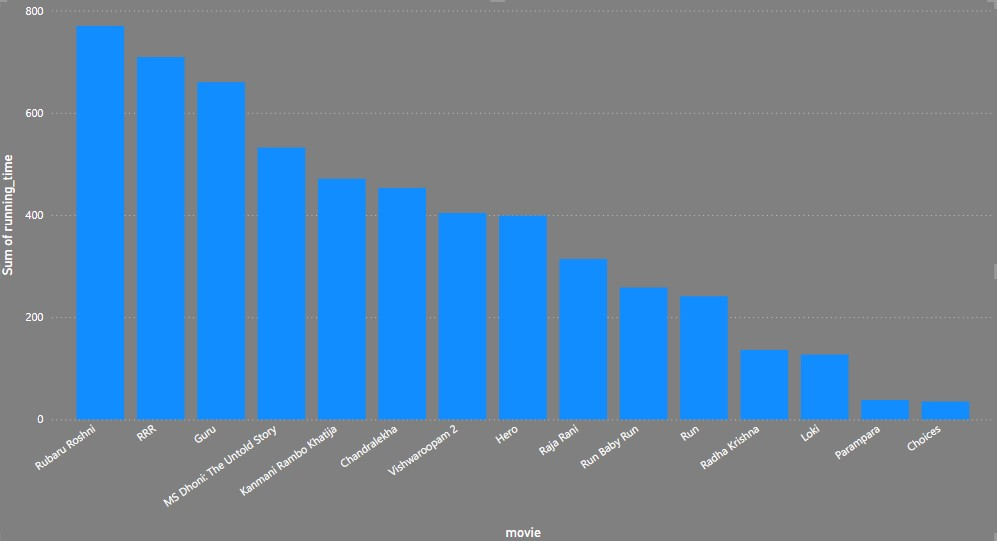 800
600
400
200
0
Sum of running_time
Rubaru Roshni
RRR
Guru
MS Dhoni: The Untold Story
Kanmani Rambo Khatija
Chandralekha
Vishwaroopam 2
Hero
Raja Rani
Run Baby Run
Run
Radha Krishna
Loki
Parampara
Choices
movie